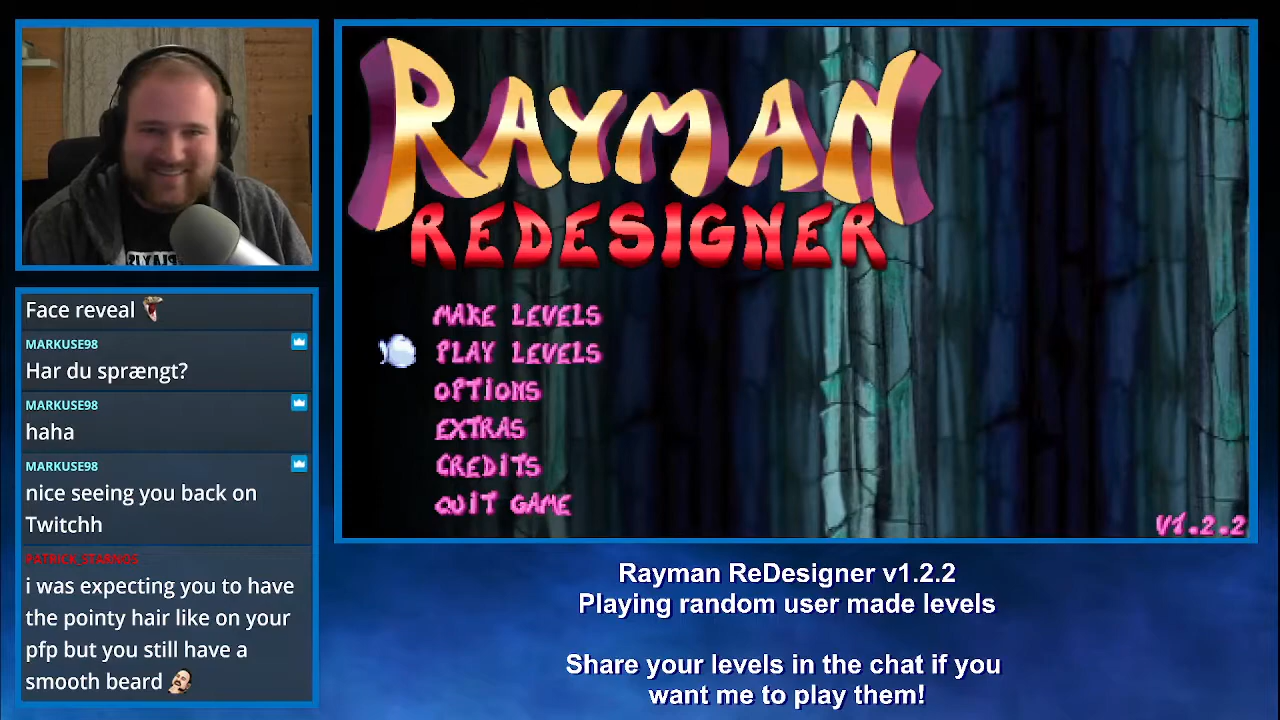 Face reveal
MARKUSE98
Har du sprængt?
MARKUSE98
haha
MARKUSE98
nice seeing you back on
Twitchh
PATRICK_STARNOS
i was expecting you to have
the pointy hair like on your
pfp but you still have a
smooth beard
RAYMAN
REDESIGNER
MAKE LEVELS
PLAY LEVELS
OPTIONS
EXTRAS
CREDITS
QUIT GAME
V1.2.2
Rayman ReDesigner v1.2.2
Playing random user made levels
Share your levels in the chat if you
want me to play them!